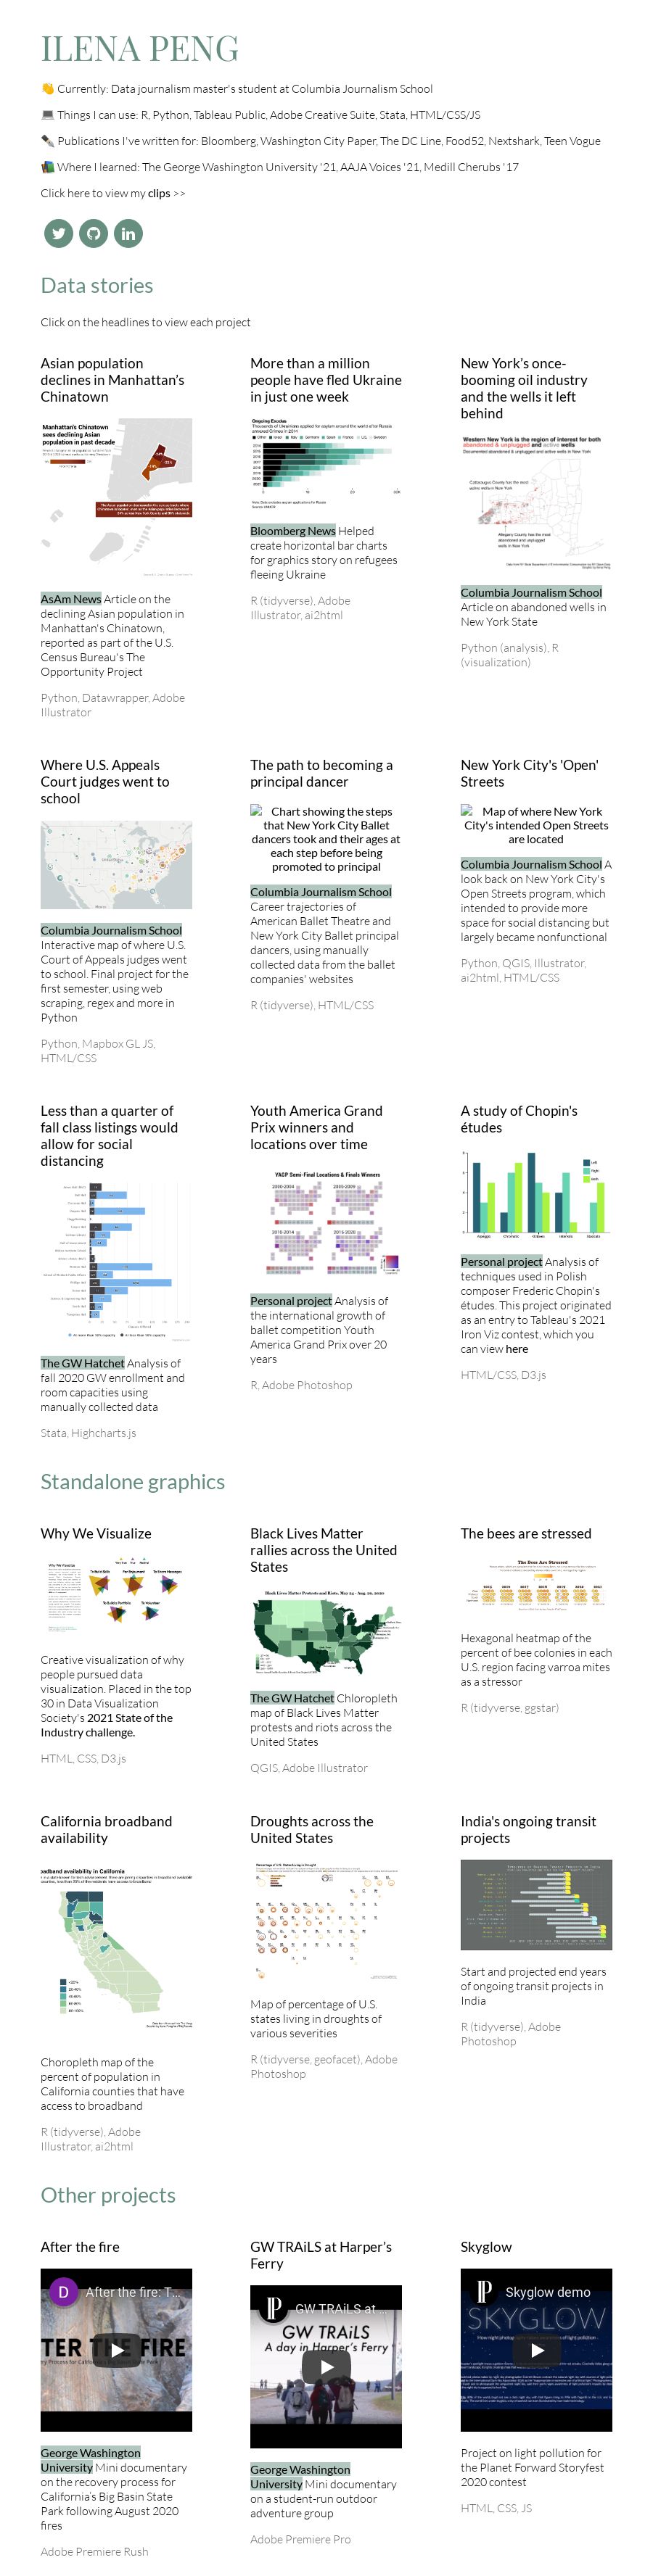 ILENA PENG
👋 Currently: Data journalism master's student at Columbia Journalism School
💻 Things I can use: R, Python, Tableau Public, Adobe Creative Suite, Stata, HTML/CSS/JS
✒️ Publications I've written for: Bloomberg, Washington City Paper, The DC Line, Food52, Nextshark, Teen Vogue
📚 Where I learned: The George Washington University '21, AAJA Voices '21, Medill Cherubs '17
Click here to view my clips >>
Data stories
Click on the headlines to view each project
Asian population
declines in Manhattan's
Chinatown
Manhattan's Chinatown
sees declining Asian
population in past decade
AsAm News Article on the
declining Asian population in
Manhattan's Chinatown,
reported as part of the U.S.
Census Bureau's The
Opportunity Project
Python, Datawrapper, Adobe
Illustrator
More than a million
people have fled Ukraine
in just one week
Ongoing Exodus
Bloomberg News Helped
create horizontal bar charts
for graphics story on refugees
fleeing Ukraine
R (tidyverse), Adobe
Illustrator, ai2html
New York's once-
booming oil industry
and the wells it left
behind
Western New York is the region of interest for both
abandoned & unplugged and active wells
Documented abandoned & unplugged and active wells in New York
Columbia Journalism School
Article on abandoned wells in
New York State
Python (analysis), R
(visualization)
Where U.S. Appeals
Court judges went to
school
Columbia Journalism School
Interactive map of where U.S.
Court of Appeals judges went
to school. Final project for the
first semester, using web
scraping, regex and more in
Python
Python, Mapbox GL JS,
HTML/CSS
The path to becoming a
principal dancer
Chart showing the steps
that New York City Ballet
dancers took and their ages at
each step before being
promoted to principal
Columbia Journalism School
Career trajectories of
American Ballet Theatre and
New York City Ballet principal
dancers, using manually
collected data from the ballet
companies' websites
R (tidyverse), HTML/CSS
New York City's 'Open'
Streets
Map of where New York
City's intended Open Streets
are located
Columbia Journalism School A
look back on New York City's
Open Streets program, which
intended to provide more
space for social distancing but
largely became nonfunctional
Python, QGIS, Illustrator,
ai2html, HTML/CSS
Less than a quarter of
fall class listings would
allow for social
distancing
The GW Hatchet Analysis of
fall 2020 GW enrollment and
room capacities using
manually collected data
Stata, Highcharts.js
Youth America Grand
Prix winners and
locations over time
YAGP Semi-Final Locations & Finals Winners
2000-2004
2005-2009
2010-2014
2015-2020
Personal project Analysis of
the international growth of
ballet competition Youth
America Grand Prix over 20
years
R, Adobe Photoshop
A study of Chopin's
études
Personal project Analysis of
techniques used in Polish
composer Frederic Chopin's
études. This project originated
as an entry to Tableau's 2021
Iron Viz contest, which you
can view here
HTML/CSS, D3.js
Standalone graphics
Why We Visualize
Creative visualization of why
people pursued data
visualization. Placed in the top
30 in Data Visualization
Society's 2021 State of the
Industry challenge.
HTML, CSS, D3.js
Black Lives Matter
rallies across the United
States
Black Lives Matter Protests and Riots, May 24 - Aug. 29, 2020
The GW Hatchet Chloropleth
map of Black Lives Matter
protests and riots across the
United States
QGIS, Adobe Illustrator
The bees are stressed
The Bees Are Stressed
Hexagonal heatmap of the
percent of bee colonies in each
U.S. region facing varroa mites
as a stressor
R (tidyverse, ggstar)
California broadband
availability
adband availability in California
Choropleth map of the
percent of population in
California counties that have
access to broadband
R (tidyverse), Adobe
Illustrator, ai2html
Droughts across the
United States
Map of percentage of U.S.
states living in droughts of
various severities
R (tidyverse, geofacet), Adobe
Photoshop
India's ongoing transit
projects
Start and projected end years
of ongoing transit projects in
India
R (tidyverse), Adobe
Photoshop
Other projects
After the fire
D
After the fire: T...
TER THE FIRE
George Washington
University Mini documentary
on the recovery process for
California's Big Basin State
Park following August 2020
fires
Adobe Premiere Rush
GW TRAiLS at Harper's
Ferry
GW TRAiLS at ...
GW TRAiLS
A day in Harper's Ferry
George Washington
University Mini documentary
on a student-run outdoor
adventure group
Adobe Premiere Pro
Skyglow
Skyglow demo
SKYGLOW
Project on light pollution for
the Planet Forward Storyfest
2020 contest
HTML, CSS, JS